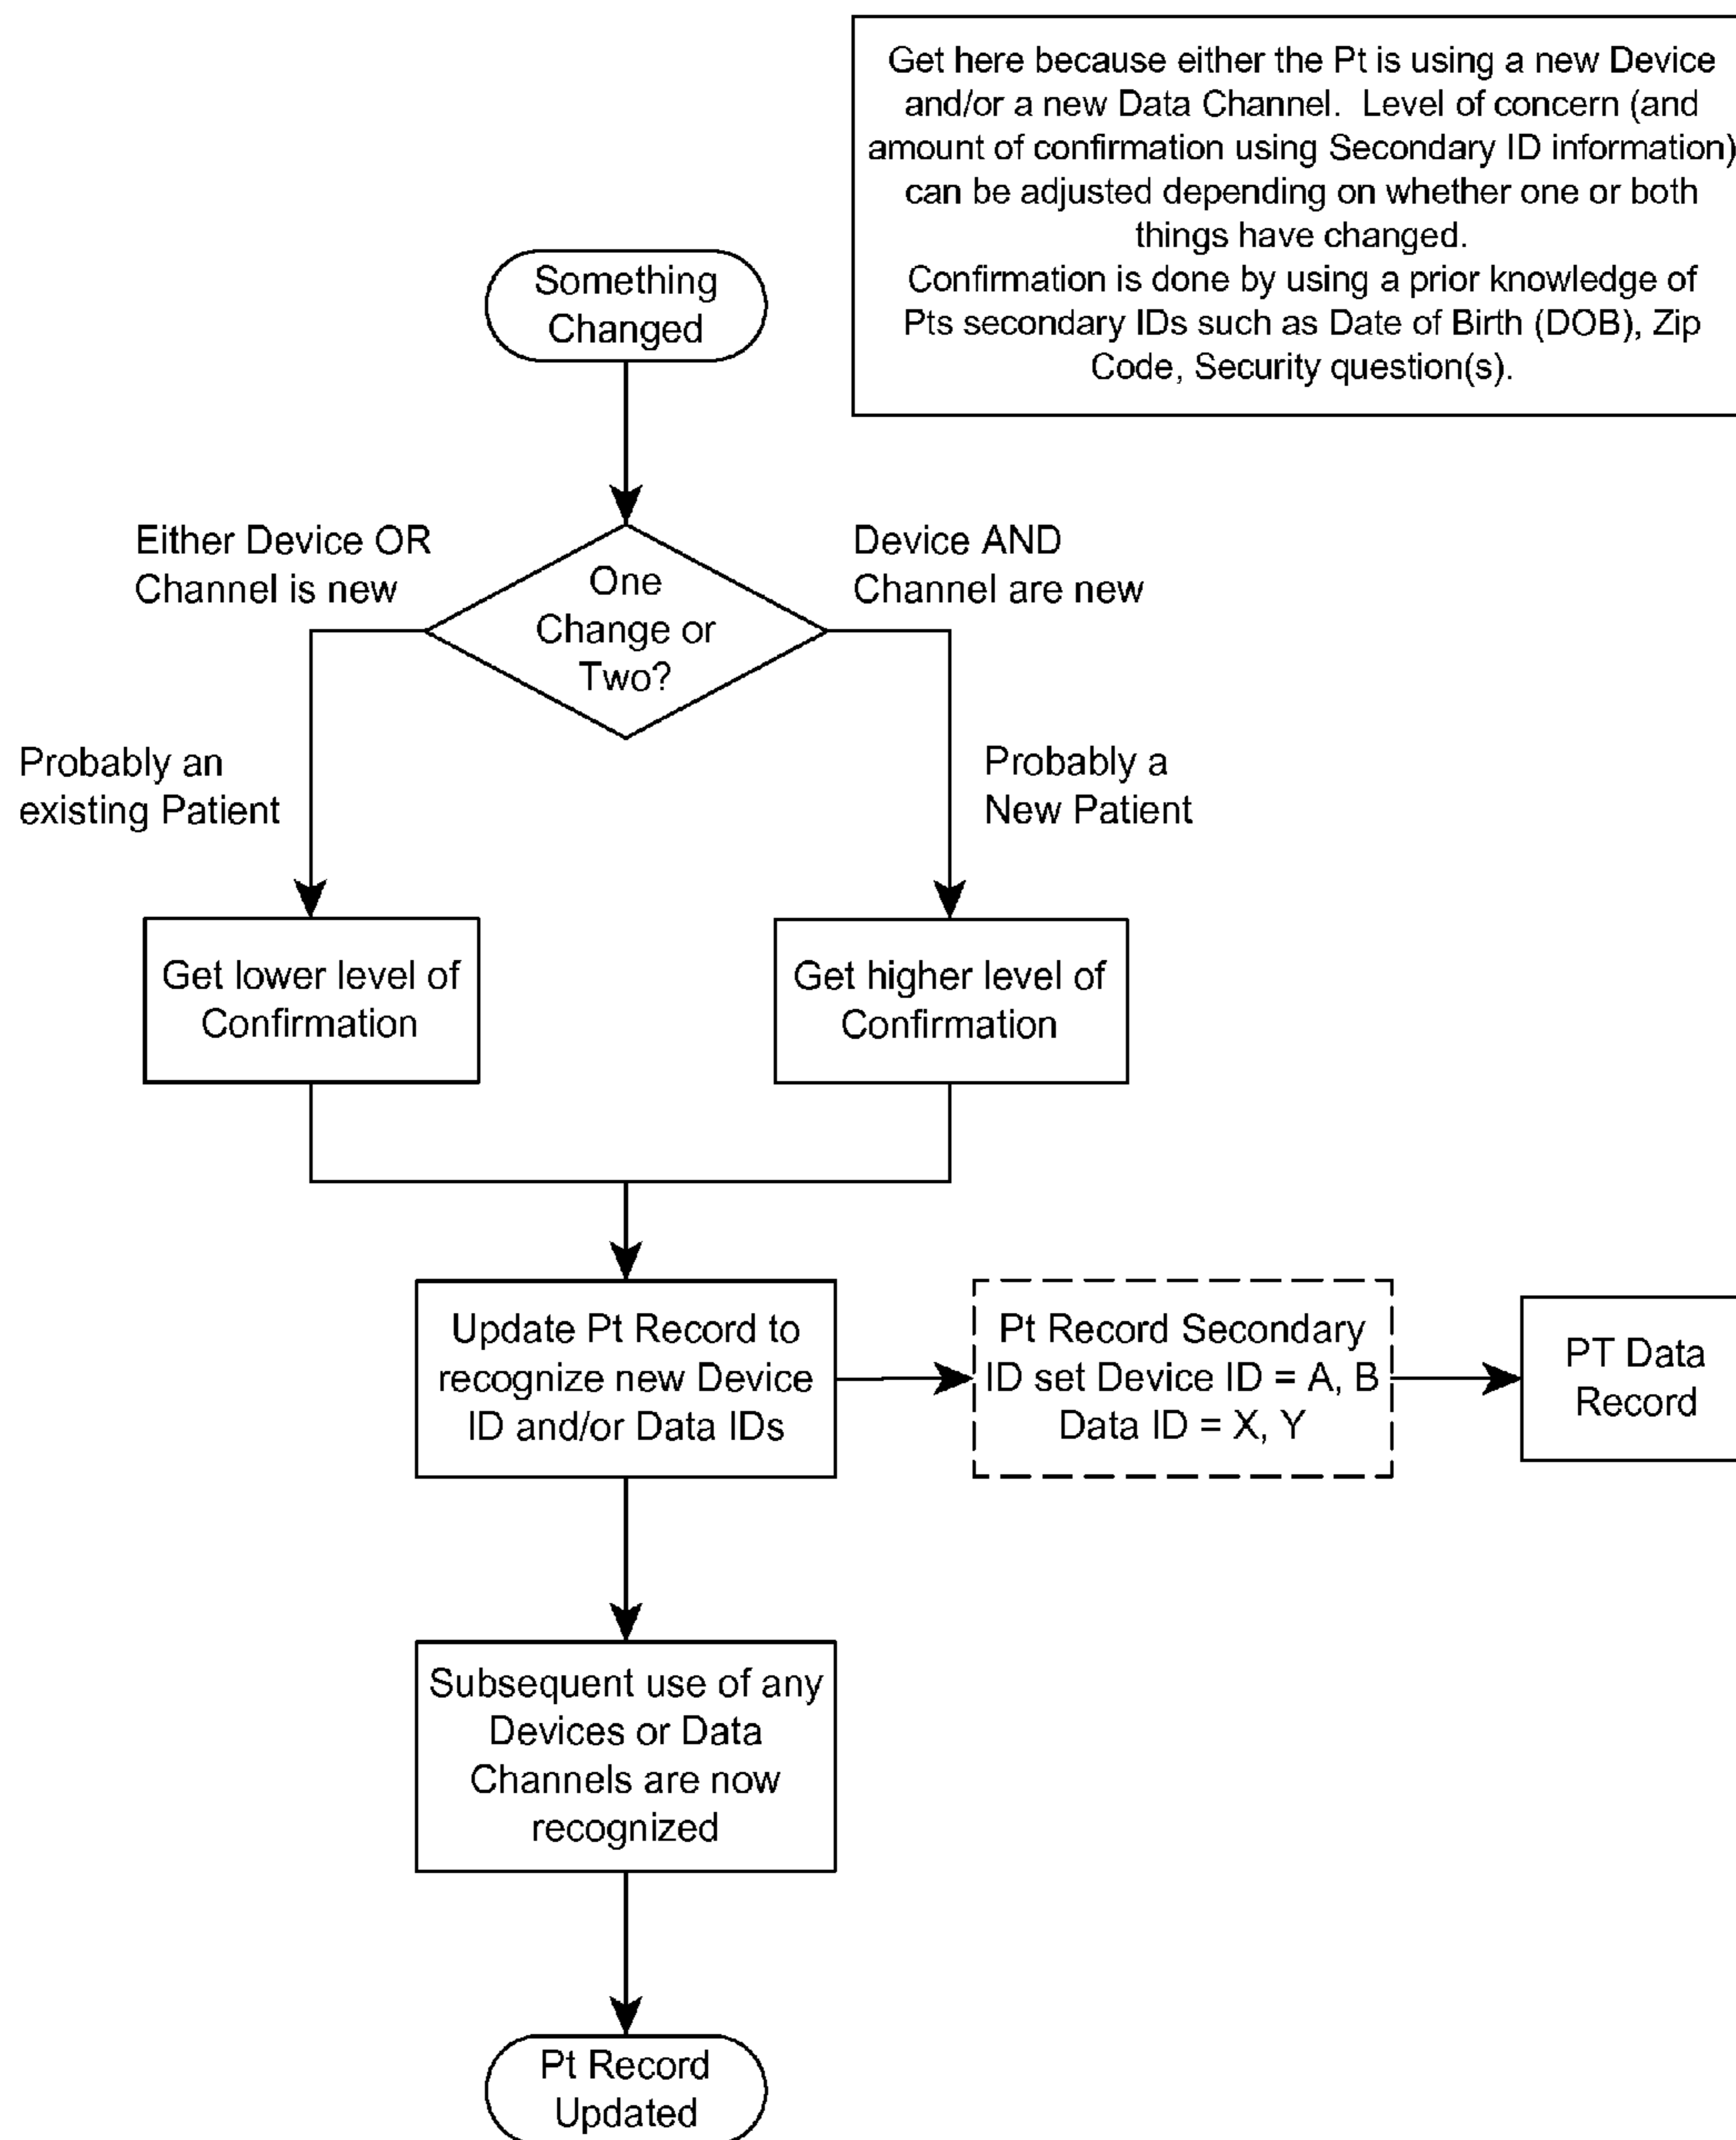 Get here because either the Pt is using a new Device
and/or a new Data Channel. Level of concern (and
amount of confirmation using Secondary ID information)
can be adjusted depending on whether one or both
things have changed.
Confirmation is done by using a prior knowledge of
Pts secondary IDs such as Date of Birth (DOB), Zip
Code, Security question(s).
Something
Changed
Either Device OR
Channel is new
One
Change or
Two?
Device AND
Channel are new
Probably an
existing Patient
Probably a
New Patient
Get lower level of
Confirmation
Get higher level of
Confirmation
Update Pt Record to
recognize new Device
ID and/or Data IDs
Pt Record Secondary
ID set Device ID = A, B
Data ID = X, Y
PT Data
Record
Subsequent use of any
Devices or Data
Channels are now
recognized
Pt Record
Updated